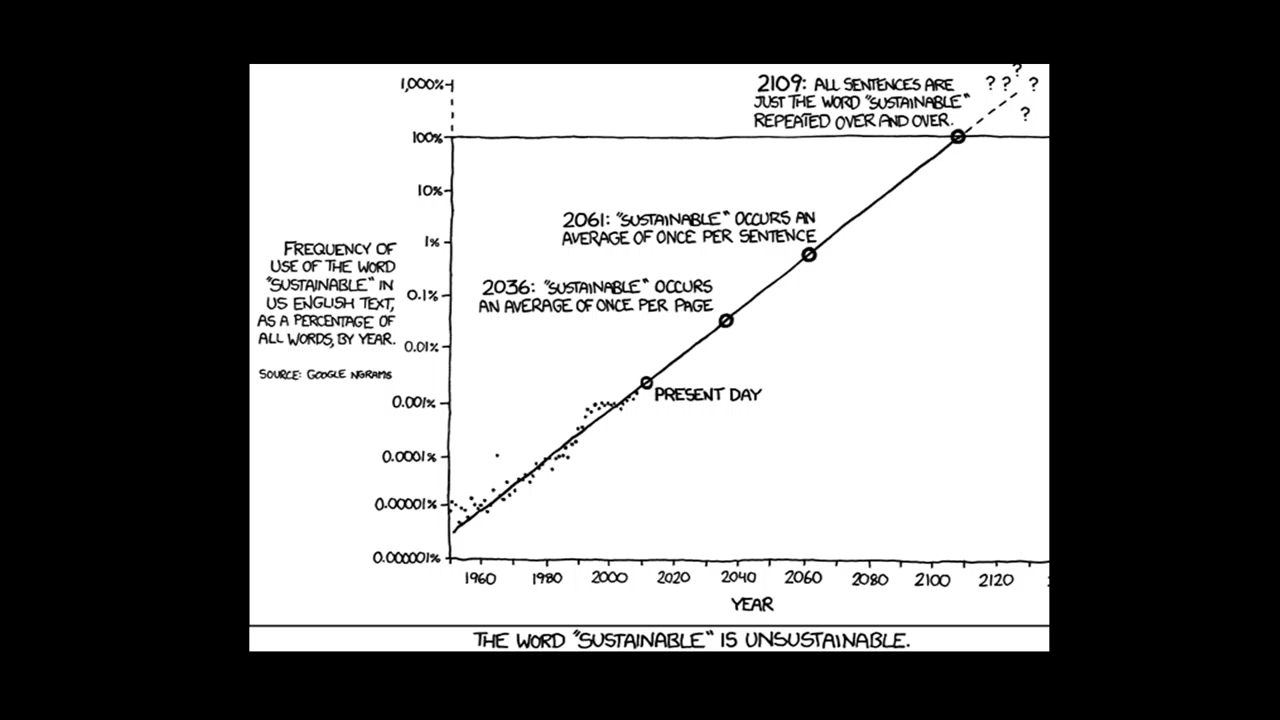 1,000%
100%
10%
1%
0.1%
0.01%
0.001%
0.0001%
0.00001%
0.000001%
FREQUENCY OF
USE OF THE WORD
"SUSTAINABLE" IN
US ENGLISH TEXT,
AS A PERCENTAGE OF
ALL WORDS, BY YEAR.
SOURCE: GOOGLE NGRAMS
2109: ALL SENTENCES ARE
JUST THE WORD "SUSTAINABLE"
REPEATED OVER AND OVER.
? ? ? ? ?
2061: "SUSTAINABLE" OCCURS AN
AVERAGE OF ONCE PER SENTENCE
2036: "SUSTAINABLE" OCCURS
AN AVERAGE OF ONCE PER PAGE
PRESENT DAY
1960 1980 2000 2020 2040 2060 2080 2100 2120
YEAR
THE WORD "SUSTAINABLE" IS UNSUSTAINABLE.